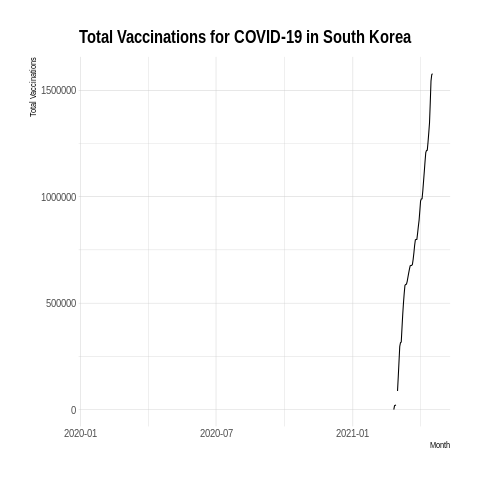 Total Vaccinations for COVID-19 in South Korea
Total Vaccinations
1500000
1000000
500000
0
2020-01 2020-07 2021-01
Month